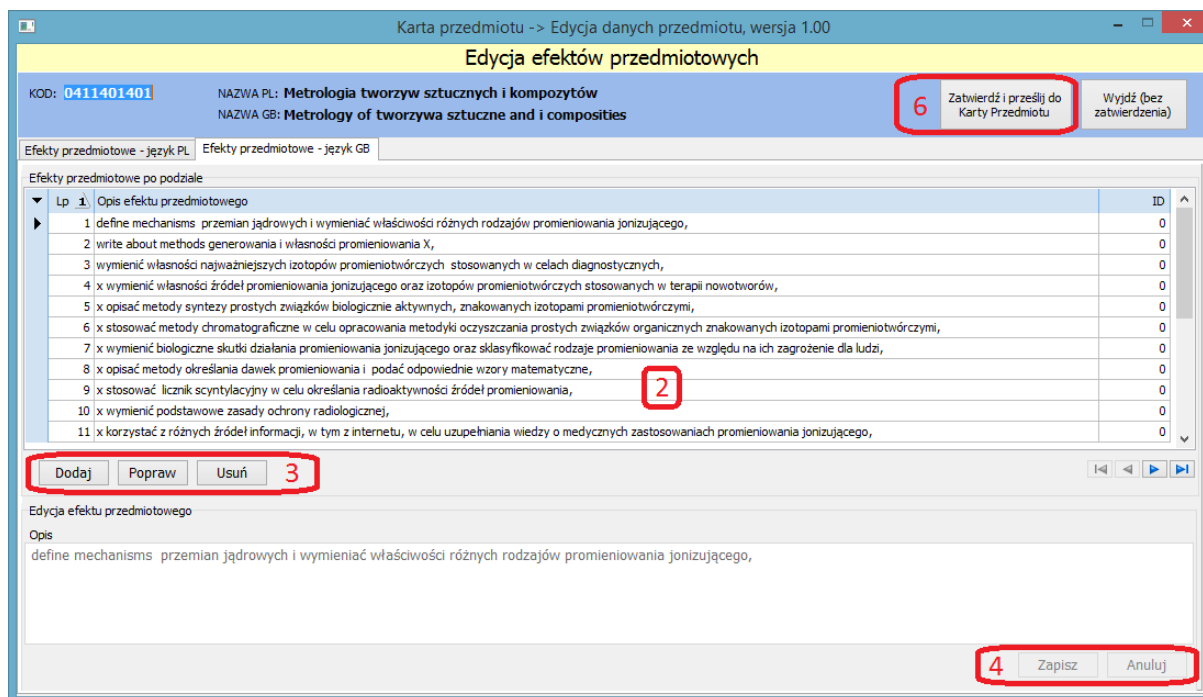 Karta przedmiotu -> Edycja danych przedmiotu, wersja 1.00
Edycja efektów przedmiotowych
KOD: 0411401401
NAZWA PL: Metrologia tworzyw sztucznych i kompozytów
NAZWA GB: Metrology of tworzywa sztuczne and i composities
6
Zatwierdź i prześlij do
Karty Przedmiotu
Wyjdź (bez
zatwierdzenia)
Efekty przedmiotowe - język PL
Efekty przedmiotowe - język GB
Efekty przedmiotowe po podziale
Lp 1 Opis efektu przedmiotowego ID
1 define mechanisms  przemian jądrowych i wymieniać właściwości różnych rodzajów promieniowania jonizującego, 0
2 write about methods generowania i własności promieniowania X, 0
3 wymienić własności najważniejszych izotopów promieniotwórczych  stosowanych w celach diagnostycznych, 0
4 x wymienić własności źródeł promieniowania jonizującego oraz izotopów promieniotwórczych stosowanych w terapii nowotworów, 0
5 x opisać metody syntezy prostych związków biologicznie aktywnych, znakowanych izotopami promieniotwórczymi, 0
6 x stosować metody chromatograficzne w celu opracowania metodyki oczyszczania prostych związków organicznych znakowanych izotopami promieniotwórczymi, 0
7 x wymienić biologiczne skutki działania promieniowania jonizującego oraz sklasyfikować rodzaje promieniowania ze względu na ich zagrożenie dla ludzi, 0
8 x opisać metody określania dawek promieniowania i  podać odpowiednie wzory matematyczne, 0
9 x stosować  licznik scyntylacyjny w celu określania radioaktywności źródeł promieniowania, 0
2
10 x wymienić podstawowe zasady ochrony radiologicznej, 0
11 x korzystać z różnych źródeł informacji, w tym z internetu, w celu uzupełniania wiedzy o medycznych zastosowaniach promieniowania jonizującego, 0
Dodaj Popraw Usuń 3
Edycja efektu przedmiotowego
Opis
define mechanisms  przemian jądrowych i wymieniać właściwości różnych rodzajów promieniowania jonizującego,
4 Zapisz Anuluj